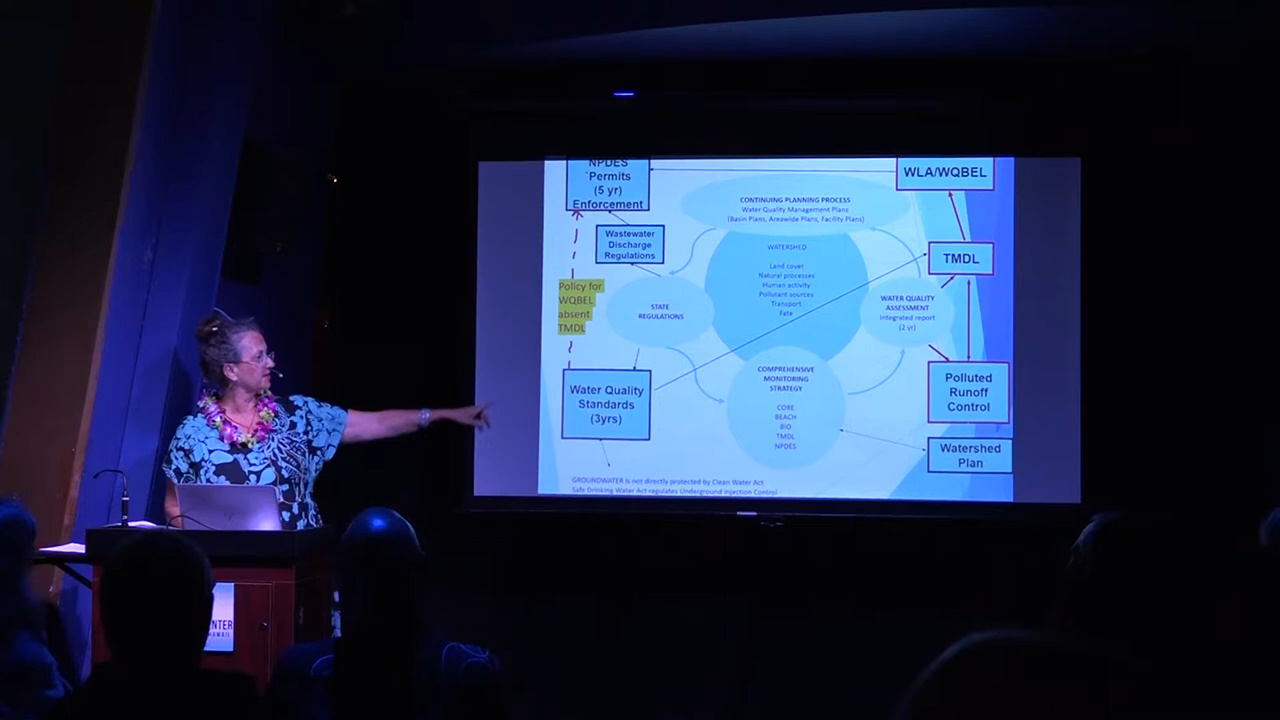 NPDES
`Permits
(5 yr)
Enforcement
WLA/WQBEL
CONTINUING PLANNING PROCESS
Water Quality Management Plans
(Basin Plans, Areawide Plans, Facility Plans)
Wastewater
Discharge
Regulations
WATERSHED
Land cover
Natural processes
Human activity
Pollutant sources
Transport
Fate
TMDL
Policy for
WQBEL
absent
TMDL
STATE
REGULATIONS
WATER QUALITY
ASSESSMENT
Integrated report
(2 yr)
Water Quality
Standards
(3yrs)
COMPREHENSIVE
MONITORING
STRATEGY
CORE
BEACH
BIO
TMDL
NPDES
Polluted
Runoff
Control
Watershed
Plan
GROUNDWATER is not directly protected by Clean Water Act.
Safe Drinking Water Act regulates Underground Injection Control
NTER
HAWAII